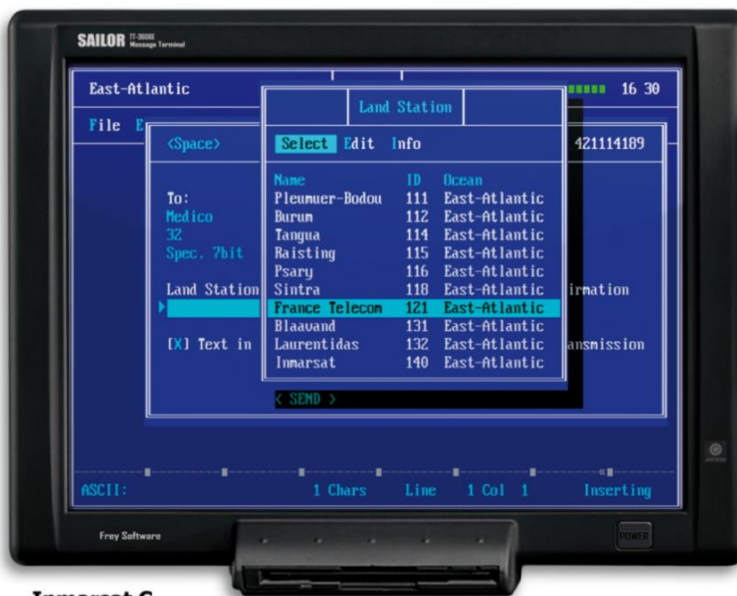 SAILOR TT-3606E Message Terminal
East-Atlantic 16 30
Land Station
File E
<Space> Select Edit Info 421114189
Name ID Ocean
To: Pleumuer-Bodou 111 East-Atlantic
Medico Burum 112 East-Atlantic
32 Tangua 114 East-Atlantic
Spec. 7bit Raisting 115 East-Atlantic
Psary 116 East-Atlantic
Land Station Sintra 118 East-Atlantic irmation
France Telecom 121 East-Atlantic
Blaavand 131 East-Atlantic
[X] Text in Laurentidas 132 East-Atlantic ansmission
Inmarsat 140 East-Atlantic
< SEND >
ASCII: 1 Chars Line 1 Col 1 Inserting
Frey Software POWER